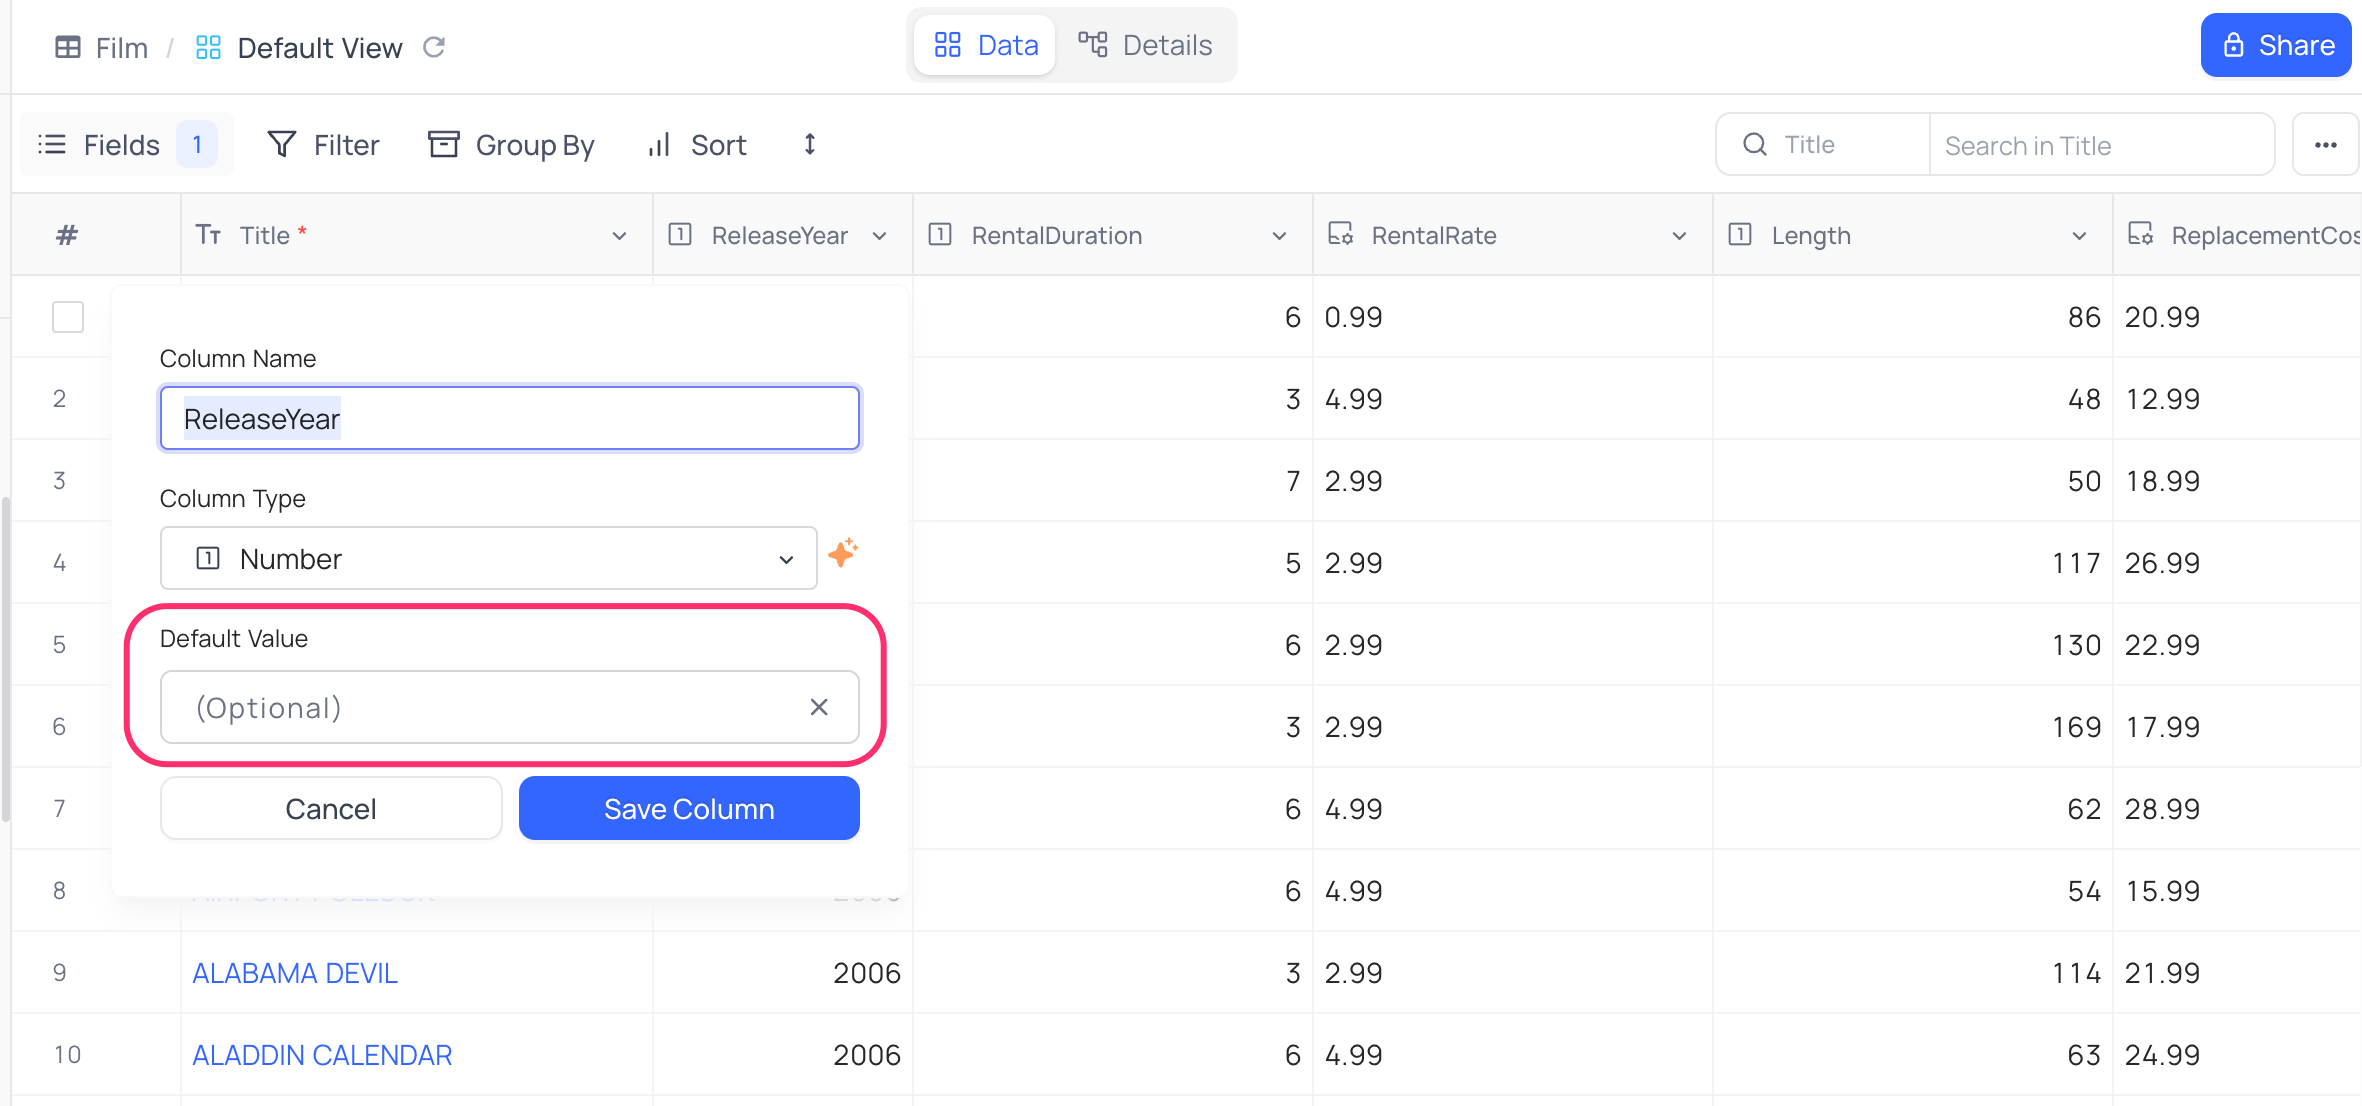 Film / Default View
Data Details
Share
Fields 1 Filter Group By Sort
Title Search in Title
# Title * ReleaseYear RentalDuration RentalRate Length ReplacementCos
6 0.99 86 20.99
2 3 4.99 48 12.99
3 7 2.99 50 18.99
4 5 2.99 117 26.99
5 6 2.99 130 22.99
6 3 2.99 169 17.99
7 6 4.99 62 28.99
8 6 4.99 54 15.99
9 ALABAMA DEVIL 2006 3 2.99 114 21.99
10 ALADDIN CALENDAR 2006 6 4.99 63 24.99
Column Name
ReleaseYear
Column Type
Number
Default Value
(Optional)
Cancel Save Column